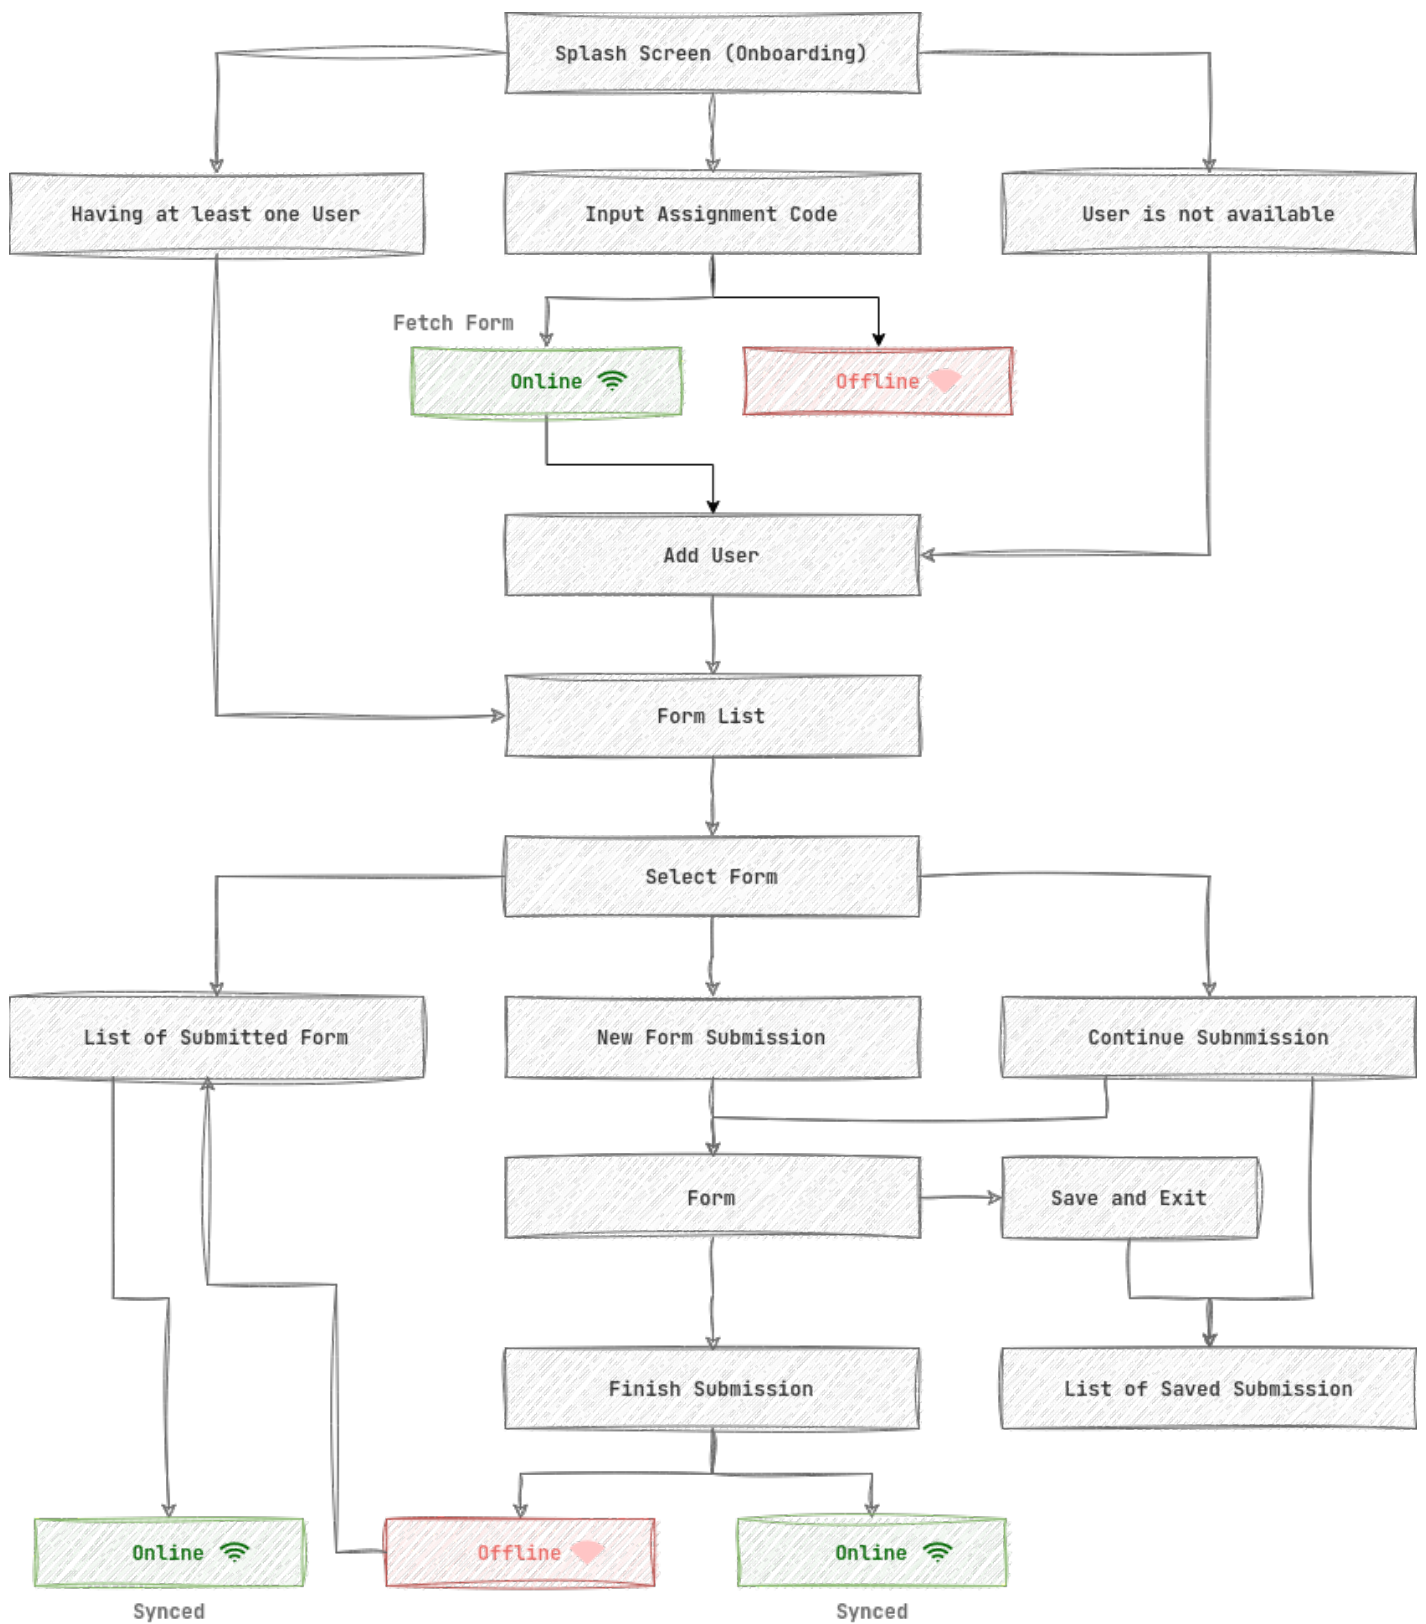 Splash Screen (Onboarding)
Having at least one User
Input Assignment Code
User is not available
Fetch Form
Online
Offline
Add User
Form List
Select Form
List of Submitted Form
New Form Submission
Continue Subnmission
Form
Save and Exit
Finish Submission
List of Saved Submission
Online
Offline
Online
Synced
Synced